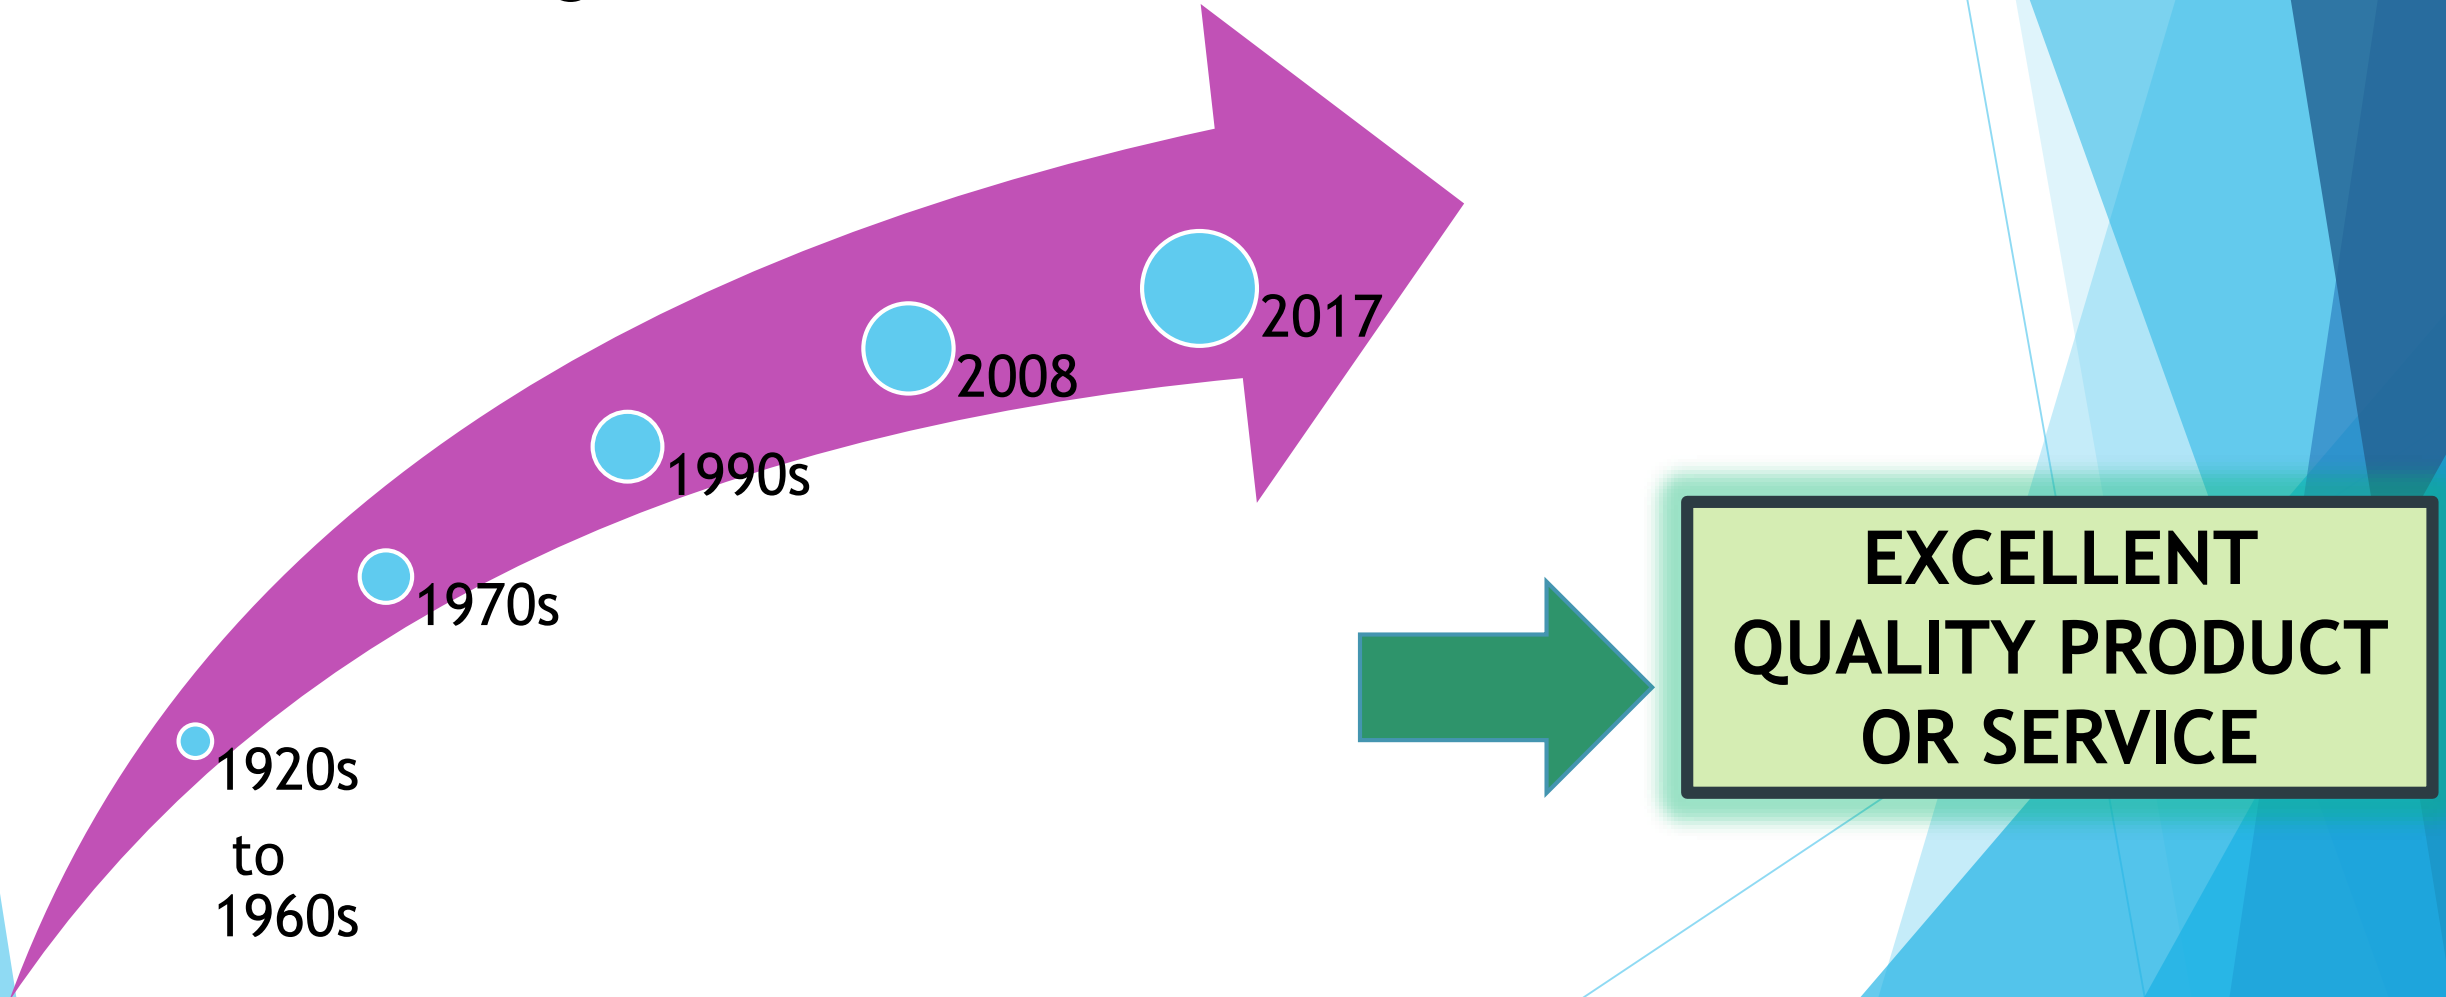 1920s
to
1960s
1970s
1990s
2008
2017
EXCELLENT
QUALITY PRODUCT
OR SERVICE